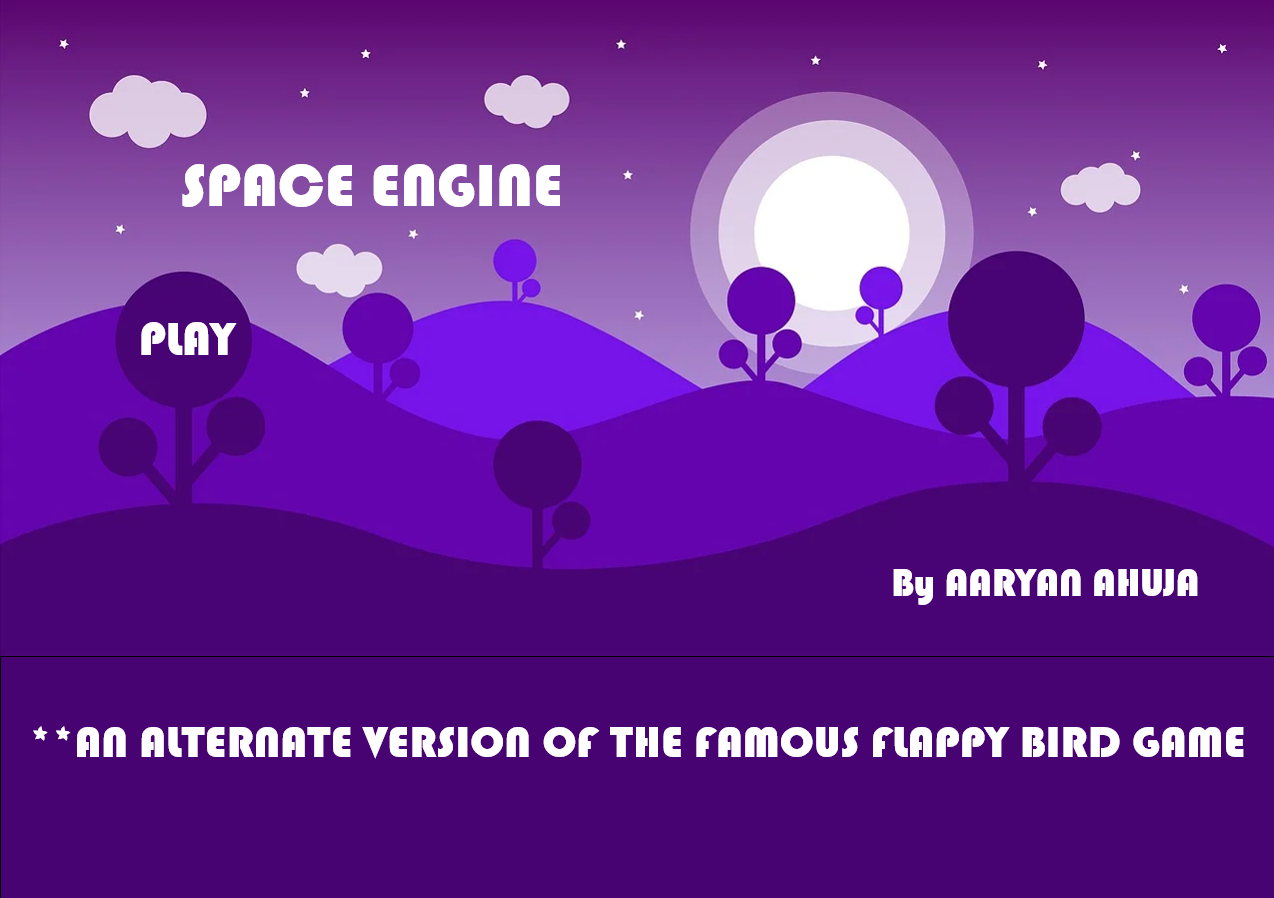 SPACE ENGINE
PLAY
By AARYAN AHUJA
**AN ALTERNATE VERSION OF THE FAMOUS FLAPPY BIRD GAME